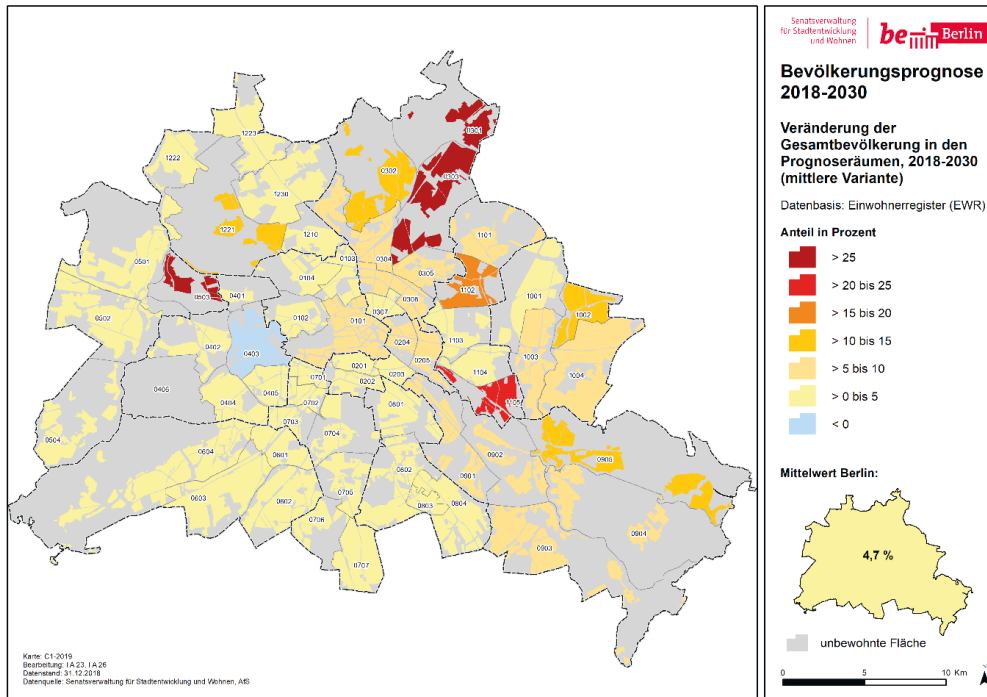 Senatsverwaltung
für Stadtentwicklung
und Wohnen
be Berlin
Bevölkerungsprognose
2018-2030
Veränderung der
Gesamtbevölkerung in den
Prognoseräumen, 2018-2030
(mittlere Variante)
Datenbasis: Einwohnerregister (EWR)
Anteil in Prozent
> 25
> 20 bis 25
> 15 bis 20
> 10 bis 15
> 5 bis 10
> 0 bis 5
< 0
Mittelwert Berlin:
4,7 %
unbewohnte Fläche
0 5 10 Km
0301
1223
1222
0302
0303
1230
1221
1210
1101
0103
0304
0305
0501
0503
0401
0104
1102
1001
1002
0306
0502
0102
0101
0307
0402
0403
0204
0205
1103
1003
1004
0201
0202
0203
1104
0701
0405
0404
0405
0702
0601
1105
0703
0704
0504
0604
0601
0902
0906
0603
0802
0705
0602
0901
0706
0803
0804
0903
0904
0707
Karte: C1-2019
Bearbeitung: I A 23, I A 26
Datenstand: 31.12.2018
Datenquelle: Senatsverwaltung für Stadtentwicklung und Wohnen, AfS